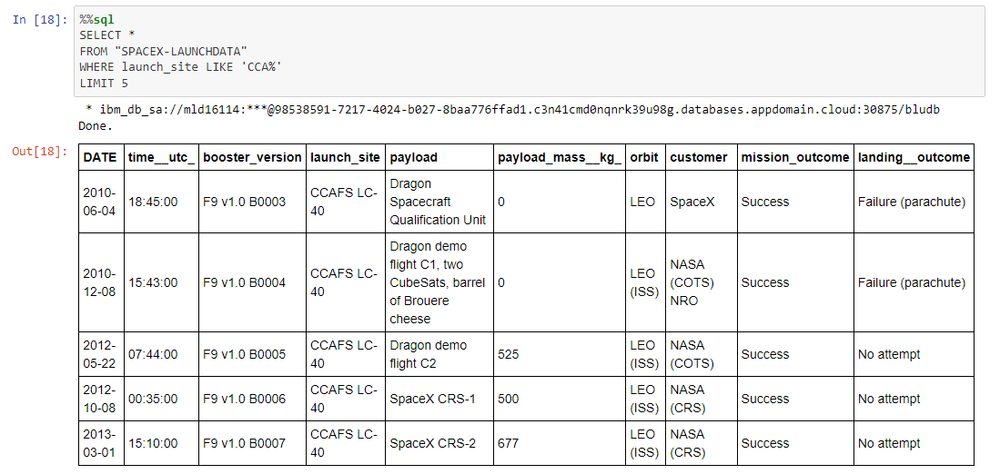 In [18]:
%%sql
SELECT *
FROM "SPACEX-LAUNCHDATA"
WHERE launch_site LIKE 'CCA%'
LIMIT 5
* ibm_db_sa://mld16114:***@98538591-7217-4024-b027-8baa776ffad1.c3n41cmd0nqnrk39u98g.databases.appdomain.cloud:30875/bludb
Done.
Out[18]:
DATE time__utc_ booster_version launch_site payload payload_mass__kg_ orbit customer mission_outcome landing__outcome
2010-
06-04
18:45:00
F9 v1.0 B0003
CCAFS LC-
40
Dragon
Spacecraft
Qualification Unit
0
LEO
SpaceX
Success
Failure (parachute)
2010-
12-08
15:43:00
F9 v1.0 B0004
CCAFS LC-
40
Dragon demo
flight C1, two
CubeSats, barrel
of Brouere
cheese
0
LEO
(ISS)
NASA
(COTS)
NRO
Success
Failure (parachute)
2012-
05-22
07:44:00
F9 v1.0 B0005
CCAFS LC-
40
Dragon demo
flight C2
525
LEO
(ISS)
NASA
(COTS)
Success
No attempt
2012-
10-08
00:35:00
F9 v1.0 B0006
CCAFS LC-
40
SpaceX CRS-1
500
LEO
(ISS)
NASA
(CRS)
Success
No attempt
2013-
03-01
15:10:00
F9 v1.0 B0007
CCAFS LC-
40
SpaceX CRS-2
677
LEO
(ISS)
NASA
(CRS)
Success
No attempt